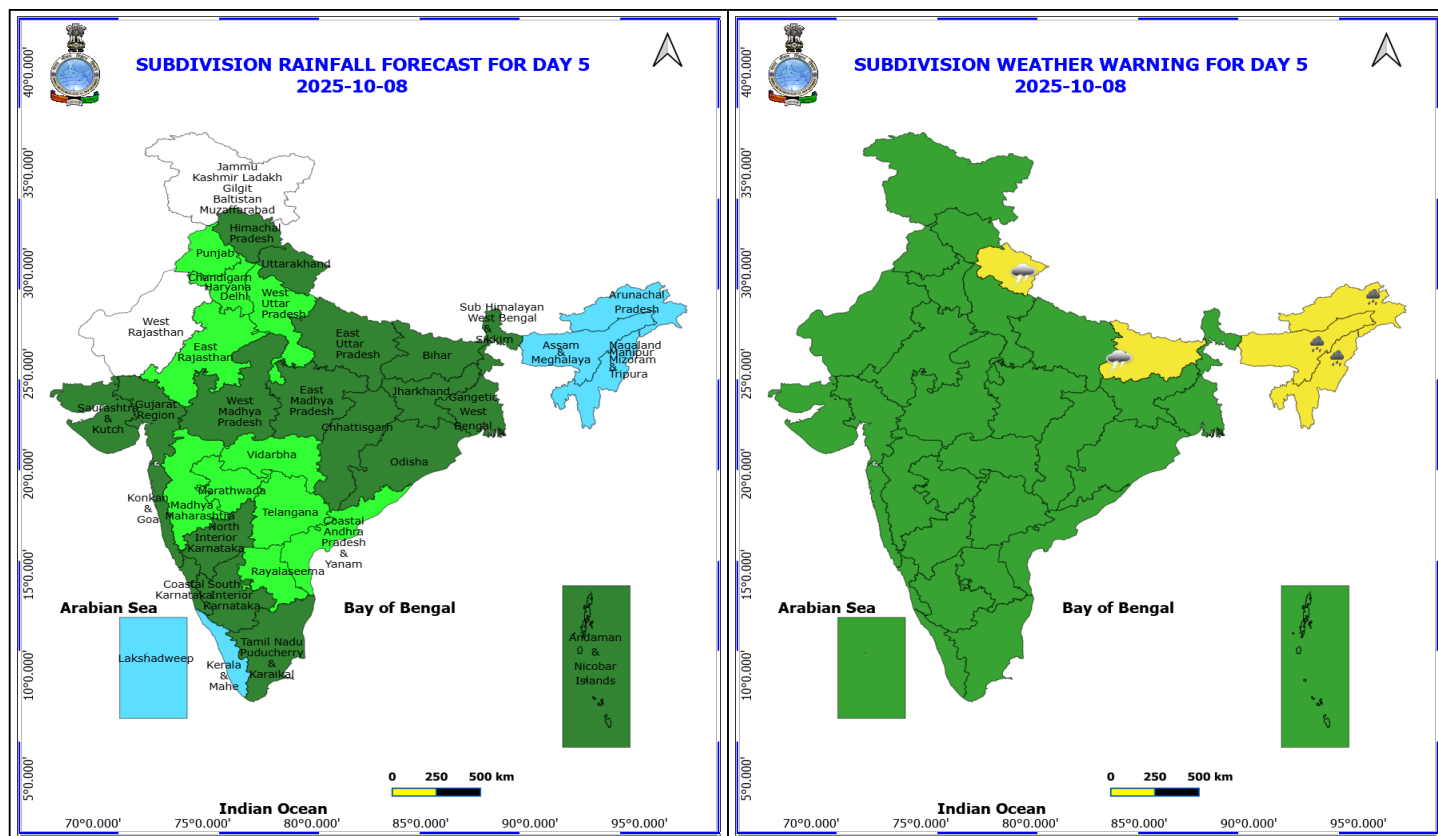 SUBDIVISION RAINFALL FORECAST FOR DAY 5
2025-10-08
40°0.000'
35°0.000'
30°0.000'
25°0.000'
20°0.000'
15°0.000'
10°0.000'
5°0.000'
Jammu
Kashmir Ladakh
Gilgit
Baltistan
Muzaffarabad
Himachal
Pradesh
Punjab
Uttarakhand
Chandigarh
Haryana
Delhi
West
Uttar
Pradesh
West
Rajasthan
East
Rajasthan
East
Uttar
Pradesh
Bihar
Sub Himalayan
West Bengal
&
Sikkim
Arunachal
Pradesh
Assam
&
Meghalaya
Nagaland
Manipur
Mizoram
&
Tripura
Saurashtra
&
Kutch
Gujarat
Region
West
Madhya
Pradesh
East
Madhya
Pradesh
Jharkhand
Gangetic
West
Bengal
Chhattisgarh
Odisha
Vidarbha
Marathwada
Madhya
Maharashtra
Konkan
&
Goa
Telangana
North
Interior
Karnataka
Coastal
Andhra
Pradesh
&
Yanam
Rayalaseema
Coastal
Karnataka
South
Interior
Karnataka
Arabian Sea
Bay of Bengal
Lakshadweep
Kerala
&
Mahe
Tamil Nadu
Puducherry
&
Karaikal
Andaman
&
Nicobar
Islands
0 250 500 km
Indian Ocean
70°0.000' 75°0.000' 80°0.000' 85°0.000' 90°0.000' 95°0.000'
SUBDIVISION WEATHER WARNING FOR DAY 5
2025-10-08
40°0.000'
35°0.000'
30°0.000'
25°0.000'
20°0.000'
15°0.000'
10°0.000'
5°0.000'
Arabian Sea
Bay of Bengal
0 250 500 km
Indian Ocean
70°0.000' 75°0.000' 80°0.000' 85°0.000' 90°0.000' 95°0.000'